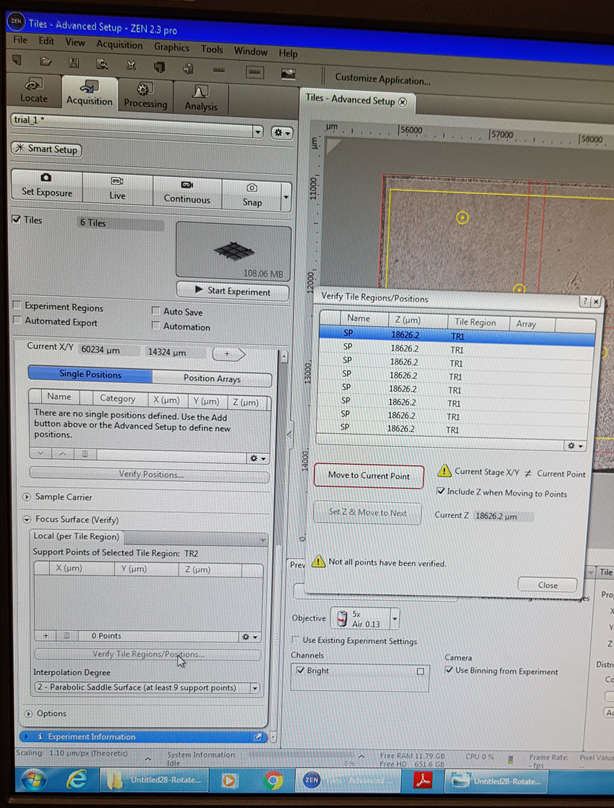 ZEN Tiles - Advanced Setup - ZEN 2.3 pro
File Edit View Acquisition Graphics Tools Window Help
Customize Application...
Locate Acquisition Processing Analysis
Tiles - Advanced Setup
trial_1 *
Smart Setup
Set Exposure Live Continuous Snap
Tiles 6 Tiles
108.06 MB
Start Experiment
Experiment Regions Auto Save
Automated Export Automation
Current X/Y 60234 µm 14324 µm +
Single Positions Position Arrays
Name Category X (µm) Y (µm) Z (µm)
There are no single positions defined. Use the Add
button above or the Advanced Setup to define new
positions.
Verify Positions...
Sample Carrier
Focus Surface (Verify)
Local (per Tile Region)
Support Points of Selected Tile Region: TR2
X (µm) Y (µm) Z (µm)
+ 0 Points
Verify Tile Regions/Positions...
Interpolation Degree
2 - Parabolic Saddle Surface (at least 9 support points)
Options
i Experiment Information
µm 56000 57000 58000
µm
11000
12000
13000
14000
Verify Tile Regions/Positions ?
Name Z (µm) Tile Region Array
SP 18626.2 TR1
SP 18626.2 TR1
SP 18626.2 TR1
SP 18626.2 TR1
SP 18626.2 TR1
SP 18626.2 TR1
SP 18626.2 TR1
SP 18626.2 TR1
Move to Current Point
Current Stage X/Y ≠ Current Point
Include Z when Moving to Points
Set Z & Move to Next
Current Z 18626.2 µm
Not all points have been verified.
Close
Prev
Tile
Objective 5x
Air 0.13
Use Existing Experiment Settings
Channels
Bright
Camera
Use Binning from Experiment
Pro
X
Y
Z
Distri
Co
Scaling: 1.10 µm/px (Theoretic) System Information
Idle
Free RAM 11.79 GB
Free HD 651.6 GB
CPU 0 %
Frame Rate:
- fps
Pixel Valu
Untitled28-Rotate...
ZEN Tiles - Advanced...
Untitled28-Rotate...